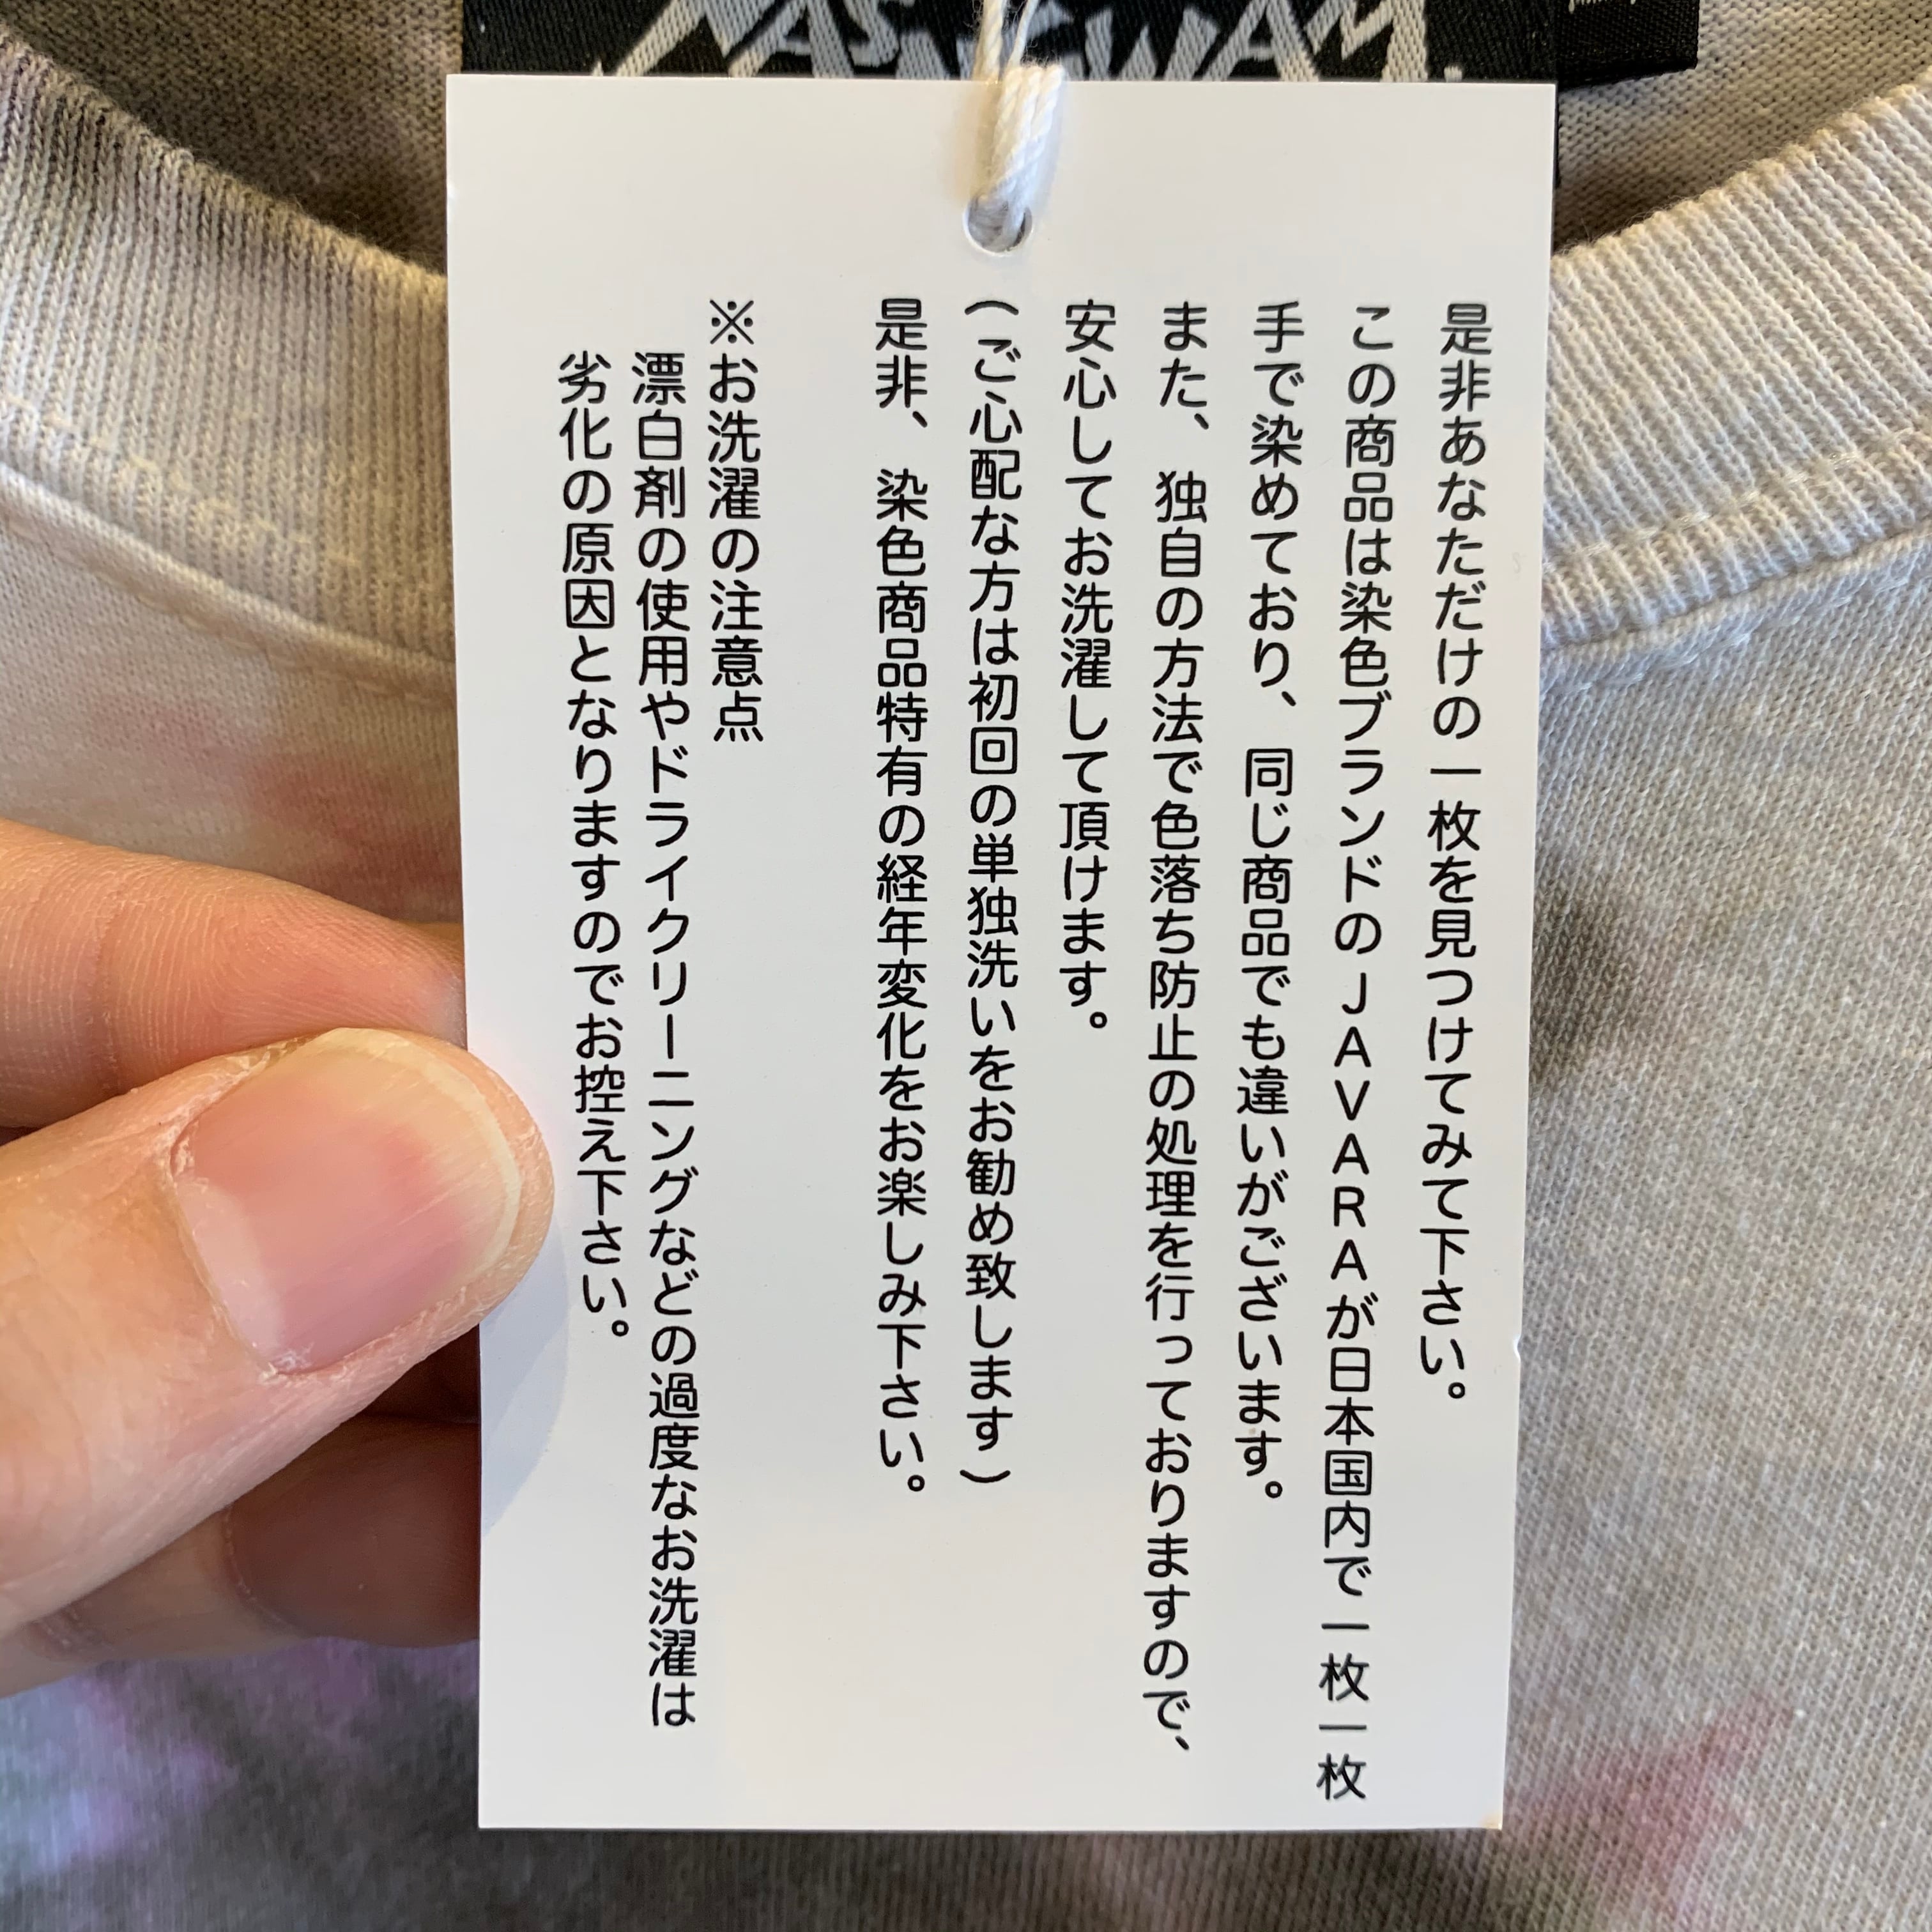 是非あなただけの一枚を見つけてみて下さい。
この商品は染色ブランドのJAVARAが日本国内で一枚一枚
手で染めており、同じ商品でも違いがございます。
また、独自の方法で色落ち防止の処理を行っておりますので、
安心してお洗濯して頂けます。
（ご心配な方は初回の単独洗いをお勧め致します）
是非、染色商品特有の経年変化をお楽しみ下さい。
※お洗濯の注意点
漂白剤の使用やドライクリーニングなどの過度なお洗濯は
劣化の原因となりますのでお控え下さい。